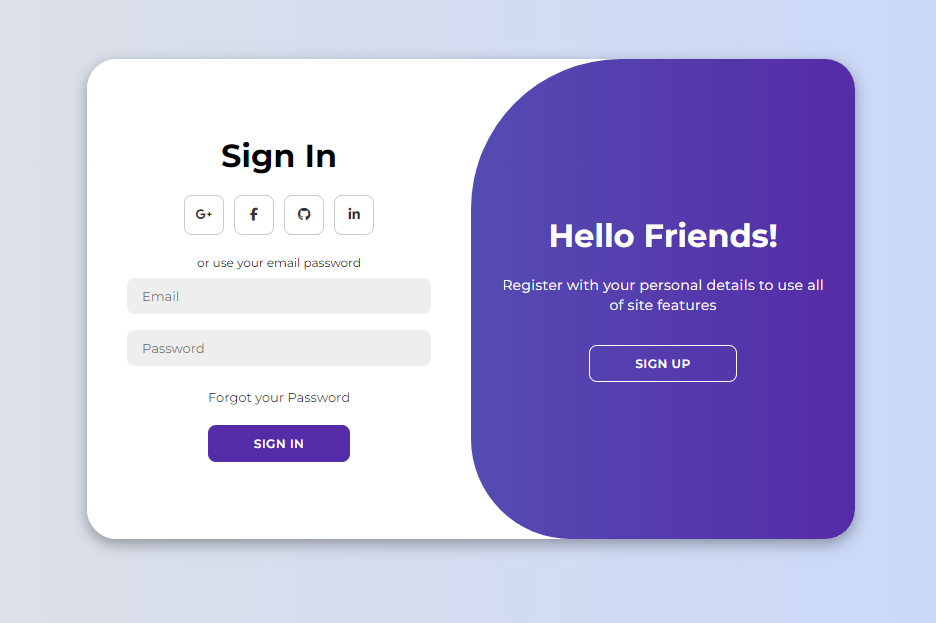 Sign In
G+
f
in
or use your email password
Email
Password
Forgot your Password
SIGN IN
Hello Friends!
Register with your personal details to use all
of site features
SIGN UP